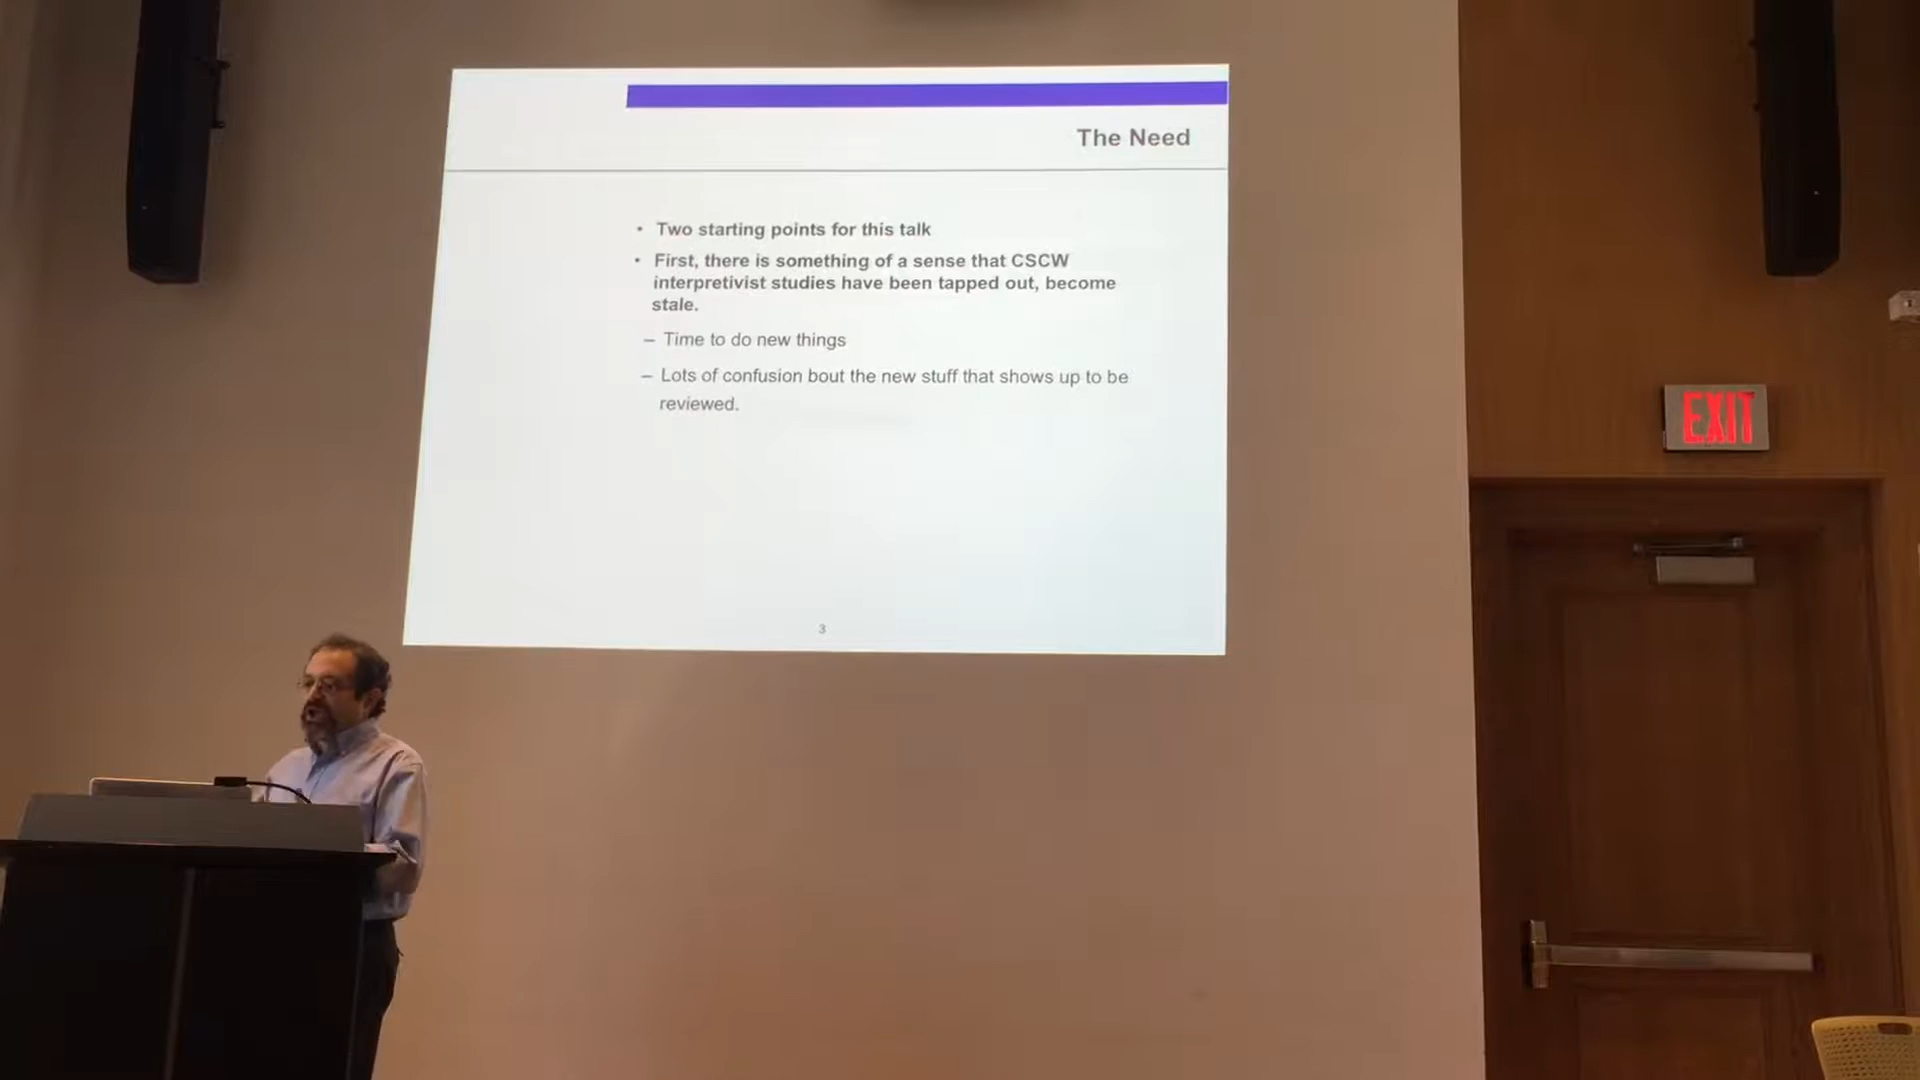 The Need
• Two starting points for this talk
• First, there is something of a sense that CSCW
interpretivist studies have been tapped out, become
stale.
– Time to do new things
– Lots of confusion bout the new stuff that shows up to be
reviewed.
3
EXIT